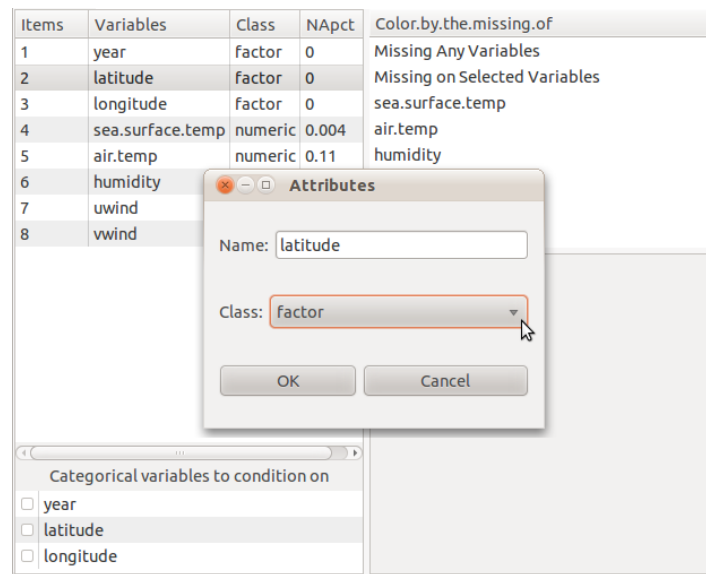 Items Variables Class NApct
1 year factor 0
2 latitude factor 0
3 longitude factor 0
4 sea.surface.temp numeric 0.004
5 air.temp numeric 0.11
6 humidity
7 uwind
8 vwind
Color.by.the.missing.of
Missing Any Variables
Missing on Selected Variables
sea.surface.temp
air.temp
humidity
Attributes
Name: latitude
Class: factor
OK Cancel
Categorical variables to condition on
year
latitude
longitude